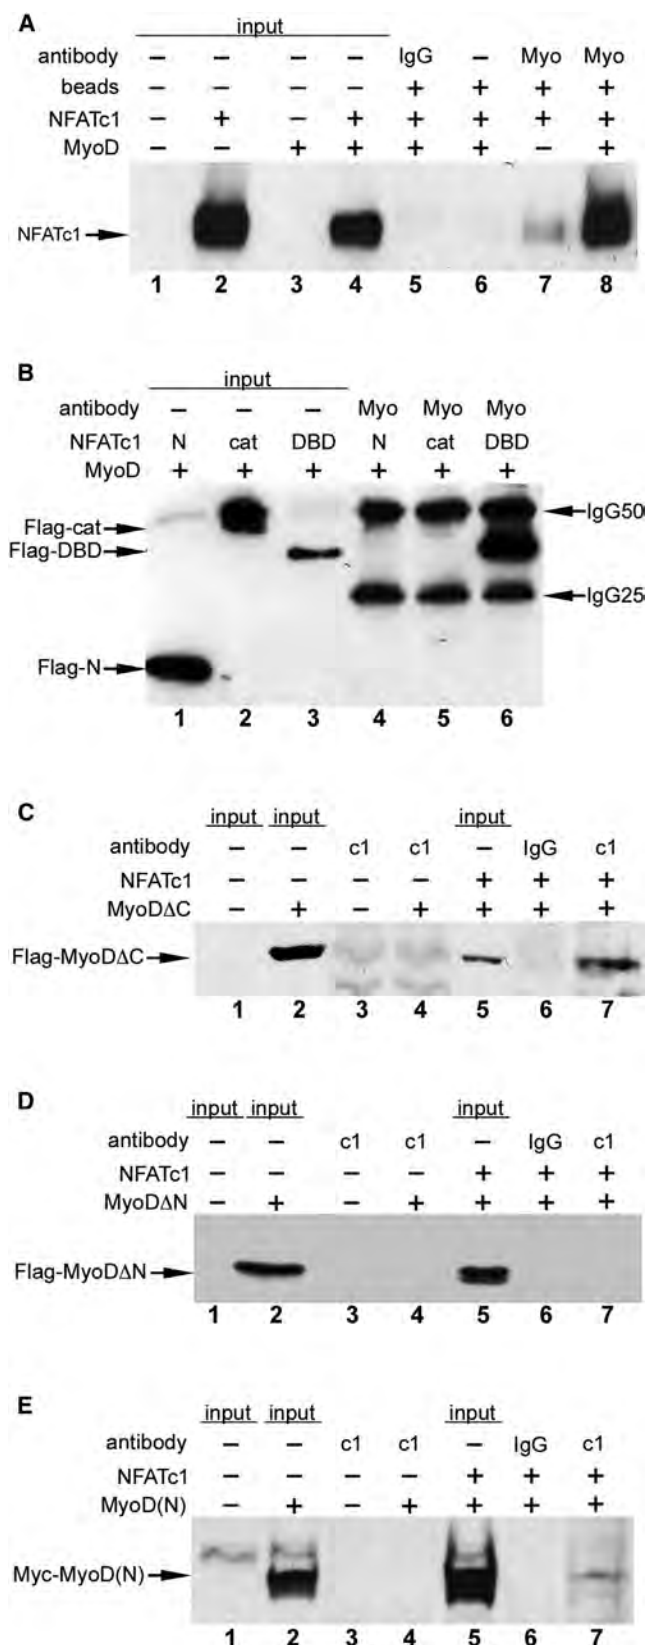 A
input
antibody – – – – IgG – Myo Myo
beads – – – – + + + +
NFATc1 – + – + + + + +
MyoD – – + + + + – +
NFATc1
1 2 3 4 5 6 7 8
B
input
antibody – – – Myo Myo Myo
NFATc1 N cat DBD N cat DBD
MyoD + + + + + +
Flag-cat
IgG50
Flag-DBD
IgG25
Flag-N
1 2 3 4 5 6
C
input input input
antibody – – c1 c1 – IgG c1
NFATc1 – – – – + + +
MyoDΔC – + – + + + +
Flag-MyoDΔC
1 2 3 4 5 6 7
D
input input input
antibody – – c1 c1 – IgG c1
NFATc1 – – – – + + +
MyoDΔN – + – + + + +
Flag-MyoDΔN
1 2 3 4 5 6 7
E
input input input
antibody – – c1 c1 – IgG c1
NFATc1 – – – – + + +
MyoD(N) – + – + + + +
Myc-MyoD(N)
1 2 3 4 5 6 7